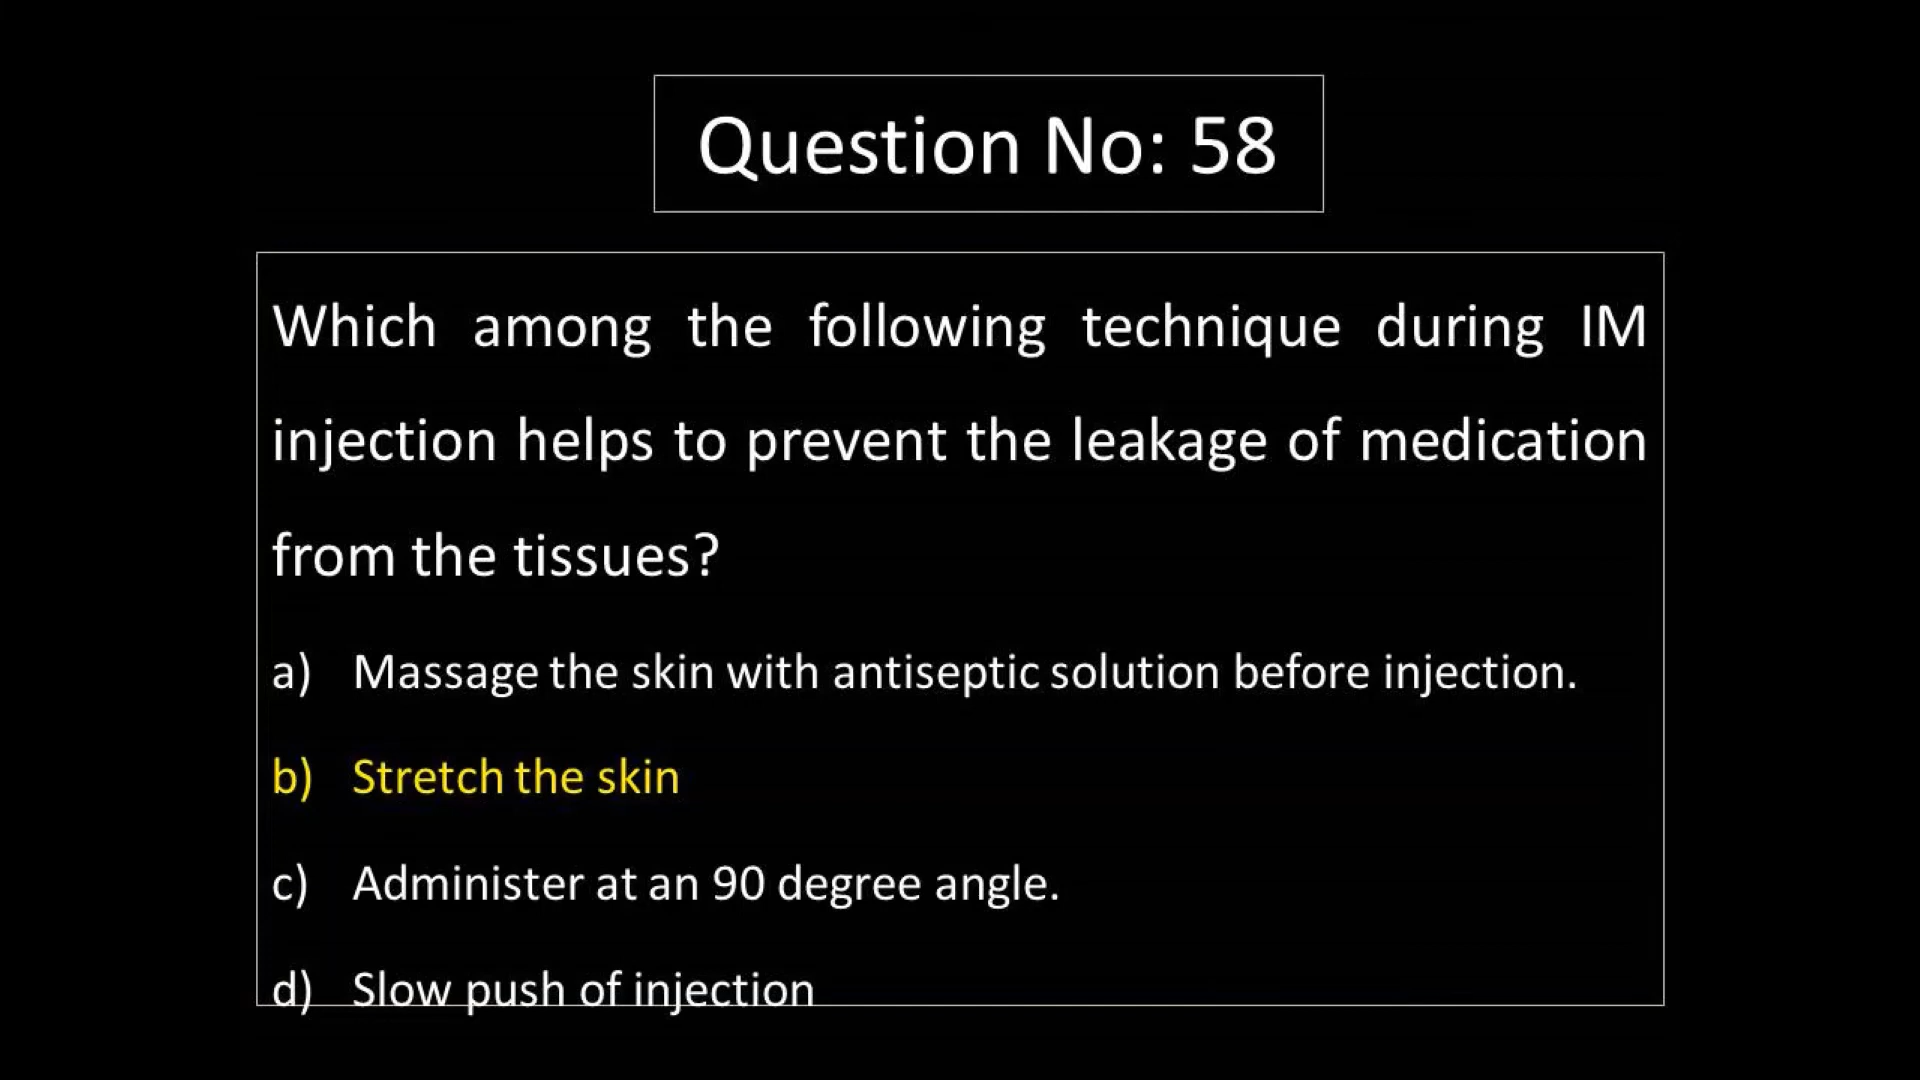 Question No: 58
Which among the following technique during IM
injection helps to prevent the leakage of medication
from the tissues?
a) Massage the skin with antiseptic solution before injection.
b) Stretch the skin
c) Administer at an 90 degree angle.
d) Slow push of injection